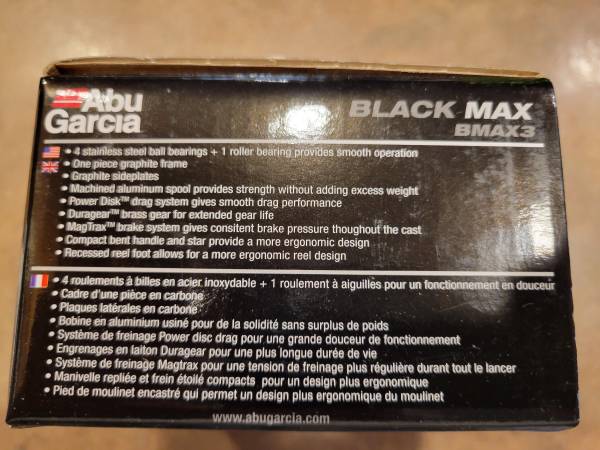 Abu
Garcia
BLACK MAX
BMAX3
• 4 stainless steel ball bearings + 1 roller bearing provides smooth operation
• One piece graphite frame
• Graphite sideplates
• Machined aluminum spool provides strength without adding excess weight
• Power Disk™ drag system gives smooth drag performance
• Duragear™ brass gear for extended gear life
• MagTrax™ brake system gives consitent brake pressure thoughout the cast
• Compact bent handle and star provide a more ergonomic design
• Recessed reel foot allows for a more ergonomic reel design
• 4 roulements à billes en acier inoxydable + 1 roulement à aiguilles pour un fonctionnement en douceur
• Cadre d'une pièce en carbone
• Plaques latérales en carbone
• Bobine en aluminium usiné pour de la solidité sans surplus de poids
• Système de freinage Power disc drag pour une grande douceur de fonctionnement
• Engrenages en laiton Duragear pour une plus longue durée de vie
• Système de freinage Magtrax pour une tension de freinage plus régulière durant tout le lancer
• Manivelle repliée et frein étoilé compacts pour un design plus ergonomique
• Pied de moulinet encastré qui permet un design plus ergonomique du moulinet
www.abugarcia.com